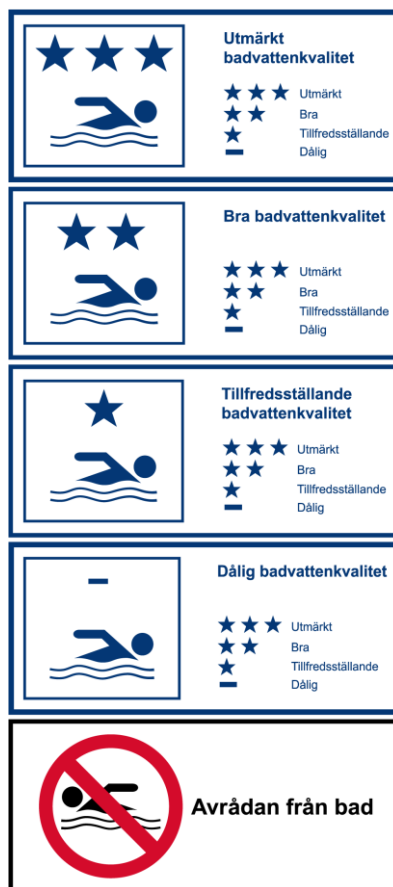 Utmärkt
badvattenkvalitet
Utmärkt
Bra
Tillfredsställande
Dålig
Bra badvattenkvalitet
Utmärkt
Bra
Tillfredsställande
Dålig
Tillfredsställande
badvattenkvalitet
Utmärkt
Bra
Tillfredsställande
Dålig
Dålig badvattenkvalitet
Utmärkt
Bra
Tillfredsställande
Dålig
Avrådan från bad